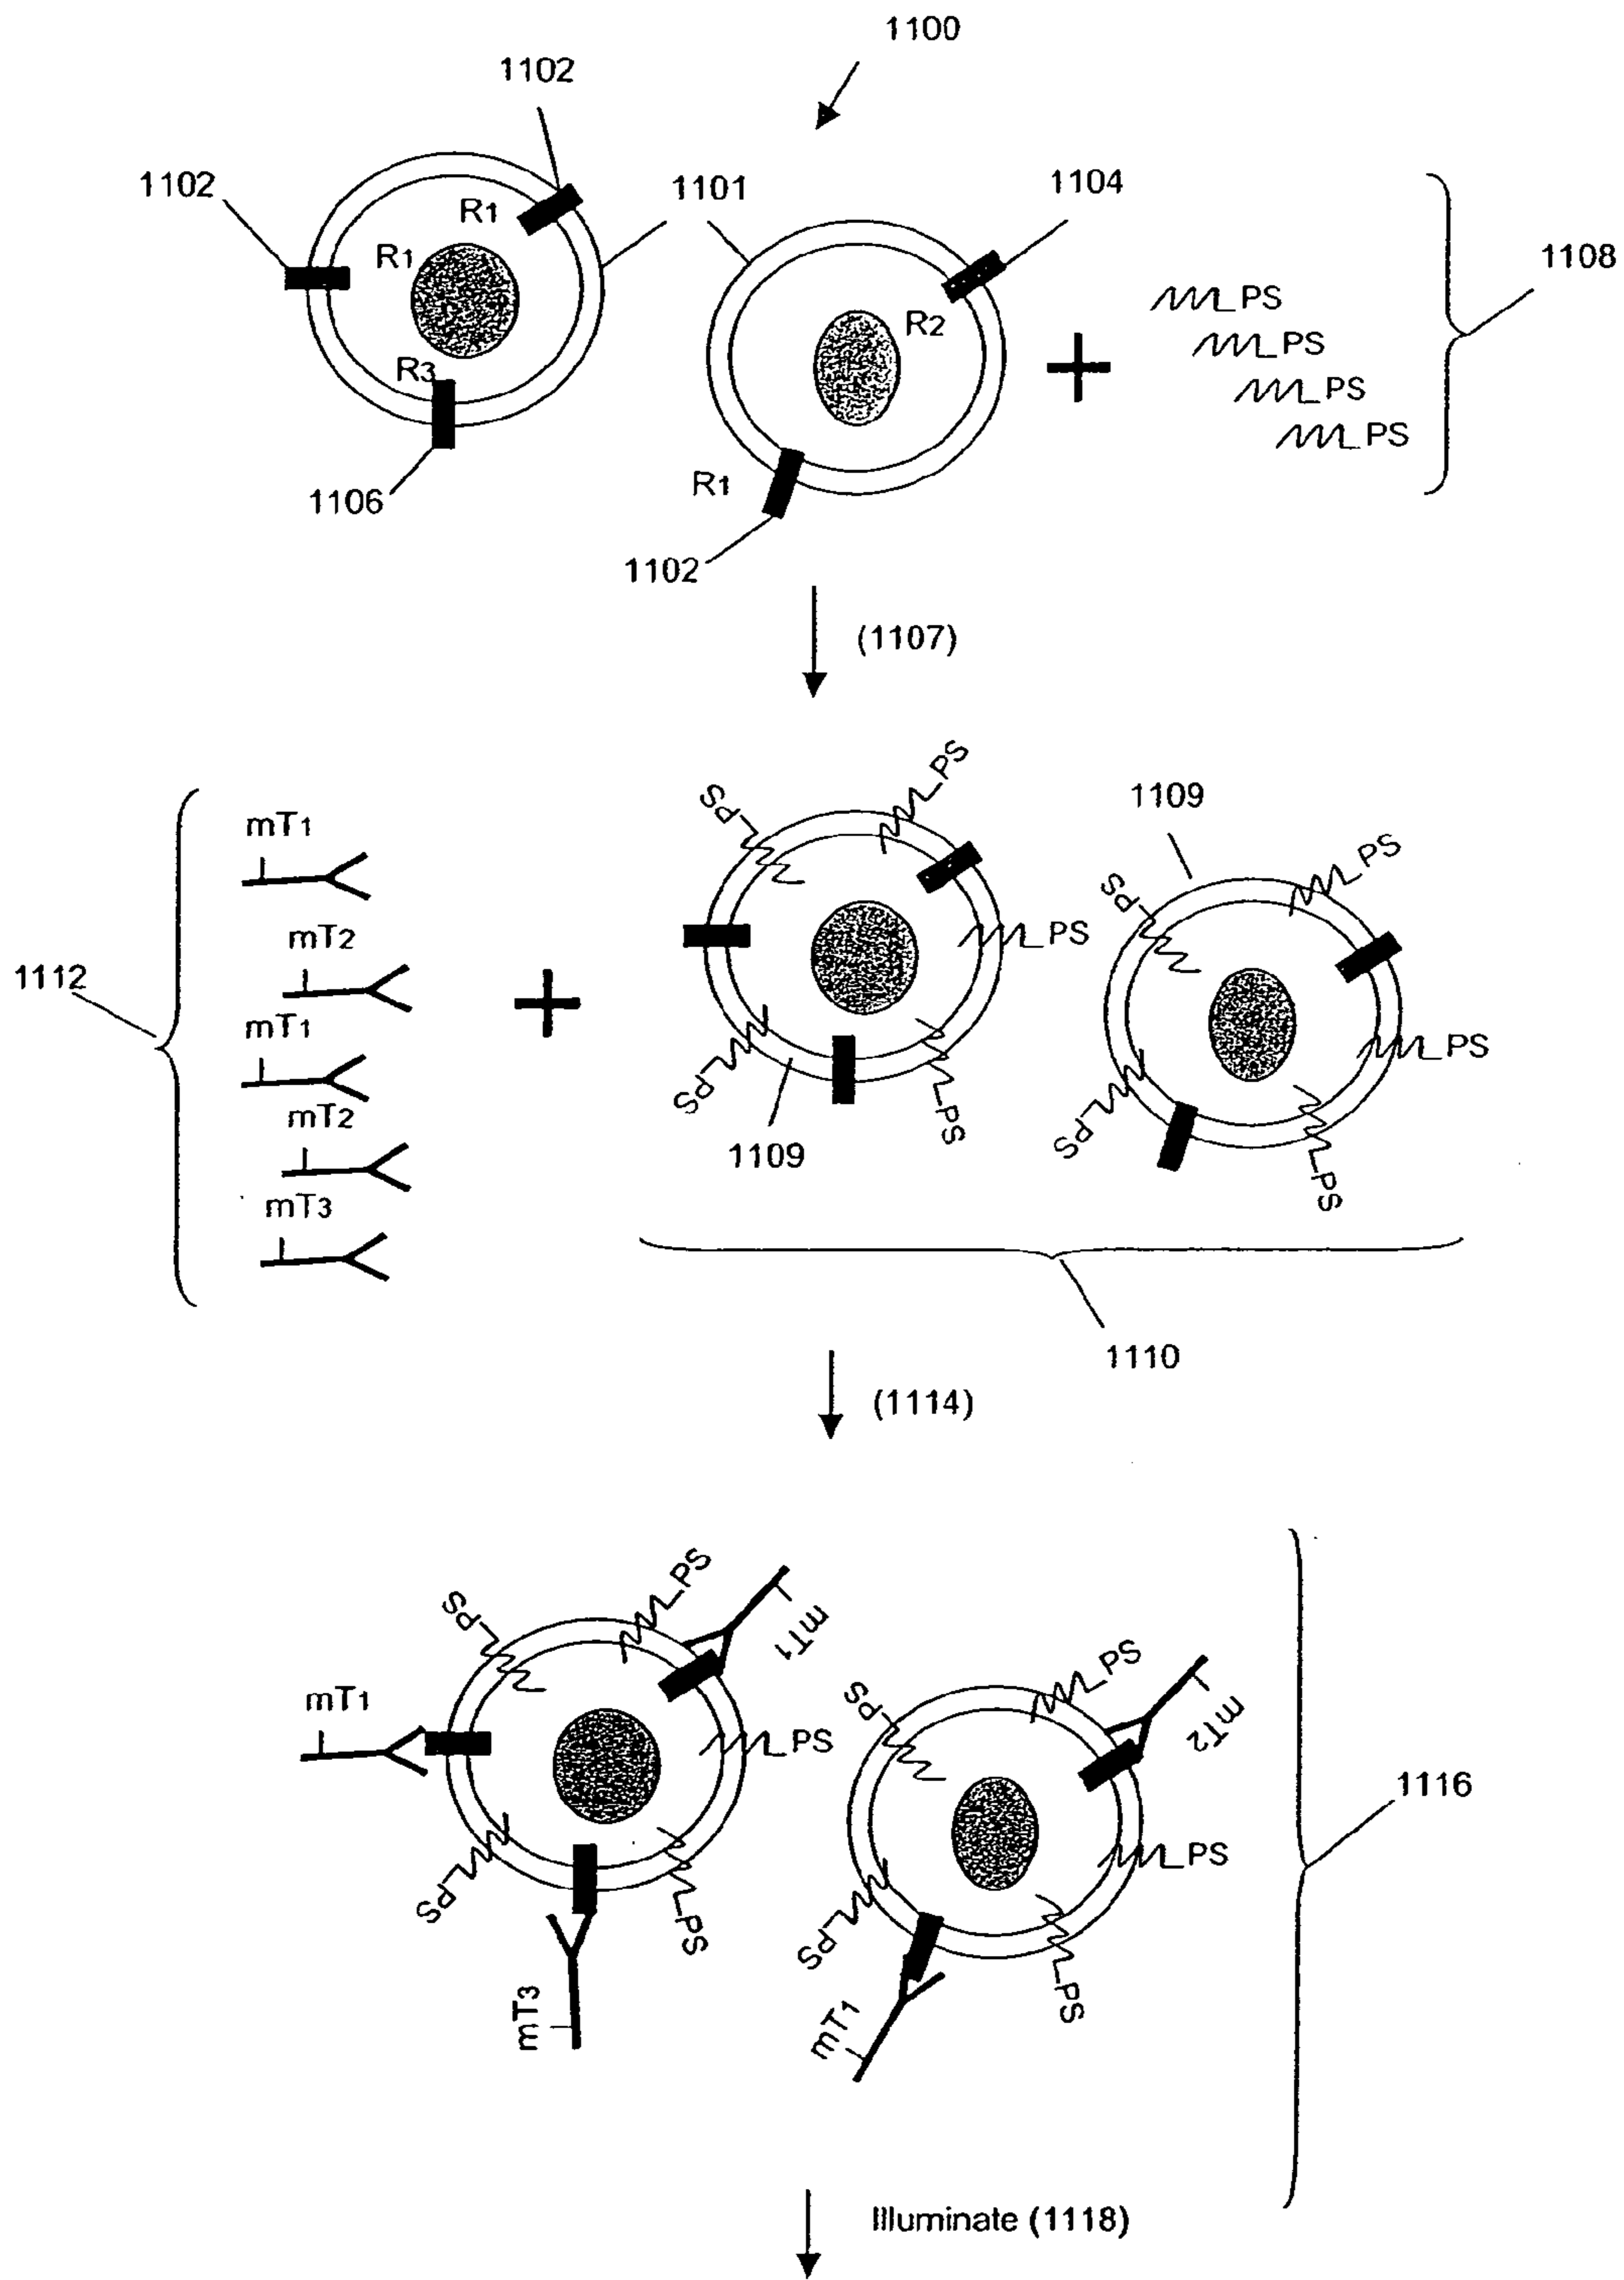 1100
1102
1102
1101
1104
R1
R1
1108
PS
R2
PS
R3
PS
PS
R1
1106
1102
(1107)
PS
PS
1109
mT1
PS
PS
mT2
PS
1112
mT1
PS
PS
mT2
PS
PS
1109
PS
mT3
1110
(1114)
PS
PS
mT1
PS
mT1
PS
mT2
PS
1116
PS
PS
PS
PS
mT3
PS
mT1
Illuminate (1118)